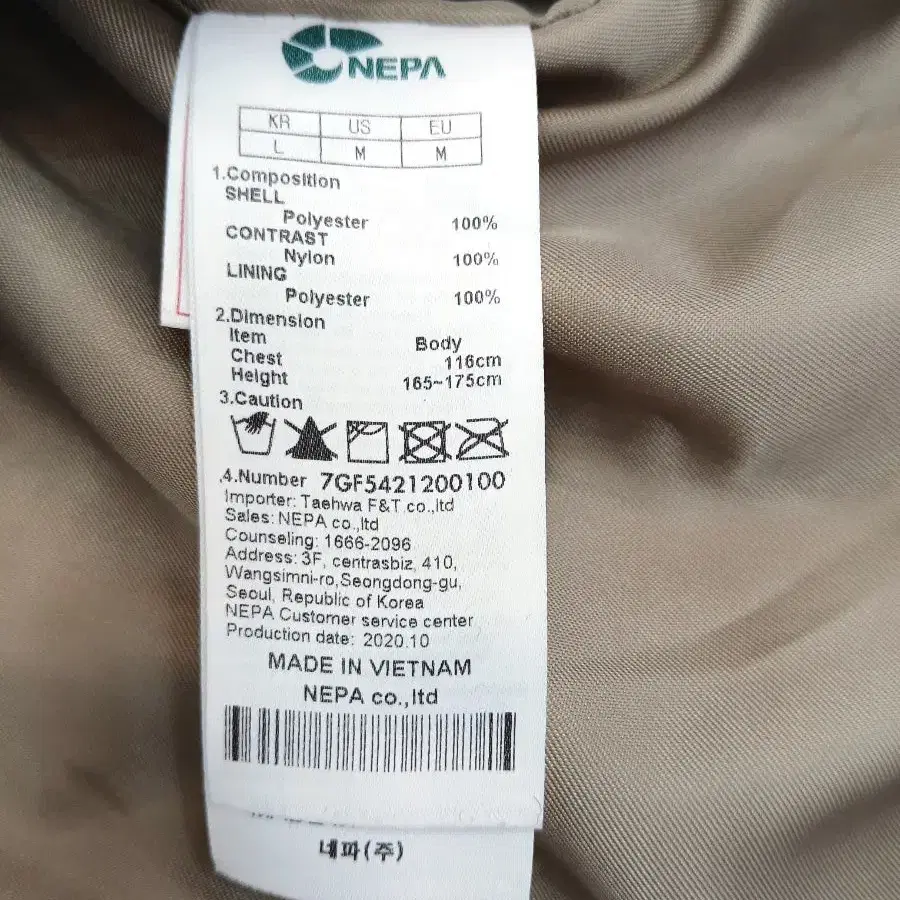 NEPA
KR US EU
L M M
1.Composition
SHELL
Polyester 100%
CONTRAST
Nylon 100%
LINING
Polyester 100%
2.Dimension
Item Body
Chest 116cm
Height 165~175cm
3.Caution
.4.Number 7GF5421200100
Importer: Taehwa F&T co.,ltd
Sales: NEPA co.,ltd
Counseling: 1666-2096
Address: 3F, centrasbiz, 410,
Wangsimni-ro,Seongdong-gu,
Seoul, Republic of Korea
NEPA Customer service center
Production date: 2020.10
MADE IN VIETNAM
NEPA co.,ltd
네파(주)